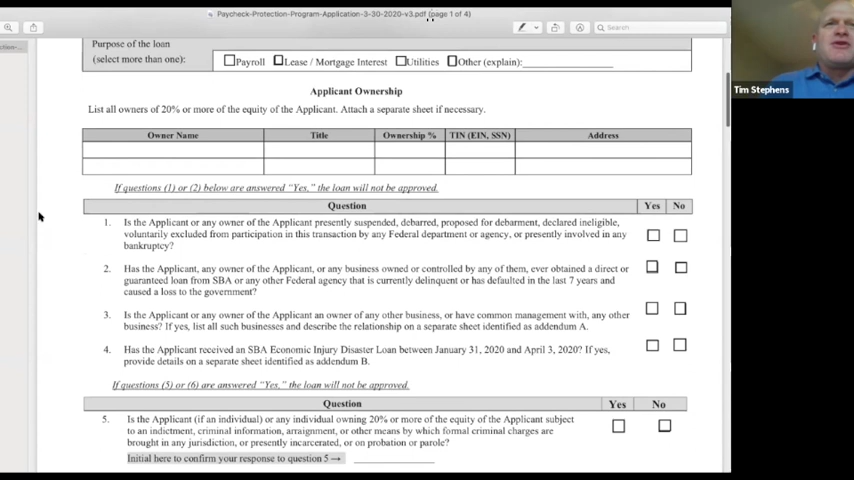 Paycheck-Protection-Program-Application-3-30-2020-v3.pdf (page 1 of 4)
Search
Tim Stephens
Purpose of the loan
(select more than one):
Payroll Lease / Mortgage Interest Utilities Other (explain):
Applicant Ownership
List all owners of 20% or more of the equity of the Applicant. Attach a separate sheet if necessary.
Owner Name Title Ownership % TIN (EIN, SSN) Address
If questions (1) or (2) below are answered “Yes,” the loan will not be approved.
Question Yes No
1. Is the Applicant or any owner of the Applicant presently suspended, debarred, proposed for debarment, declared ineligible,
voluntarily excluded from participation in this transaction by any Federal department or agency, or presently involved in any
bankruptcy?
2. Has the Applicant, any owner of the Applicant, or any business owned or controlled by any of them, ever obtained a direct or
guaranteed loan from SBA or any other Federal agency that is currently delinquent or has defaulted in the last 7 years and
caused a loss to the government?
3. Is the Applicant or any owner of the Applicant an owner of any other business, or have common management with, any other
business? If yes, list all such businesses and describe the relationship on a separate sheet identified as addendum A.
4. Has the Applicant received an SBA Economic Injury Disaster Loan between January 31, 2020 and April 3, 2020? If yes,
provide details on a separate sheet identified as addendum B.
If questions (5) or (6) are answered “Yes,” the loan will not be approved.
Question Yes No
5. Is the Applicant (if an individual) or any individual owning 20% or more of the equity of the Applicant subject
to an indictment, criminal information, arraignment, or other means by which formal criminal charges are
brought in any jurisdiction, or presently incarcerated, or on probation or parole?
Initial here to confirm your response to question 5 →